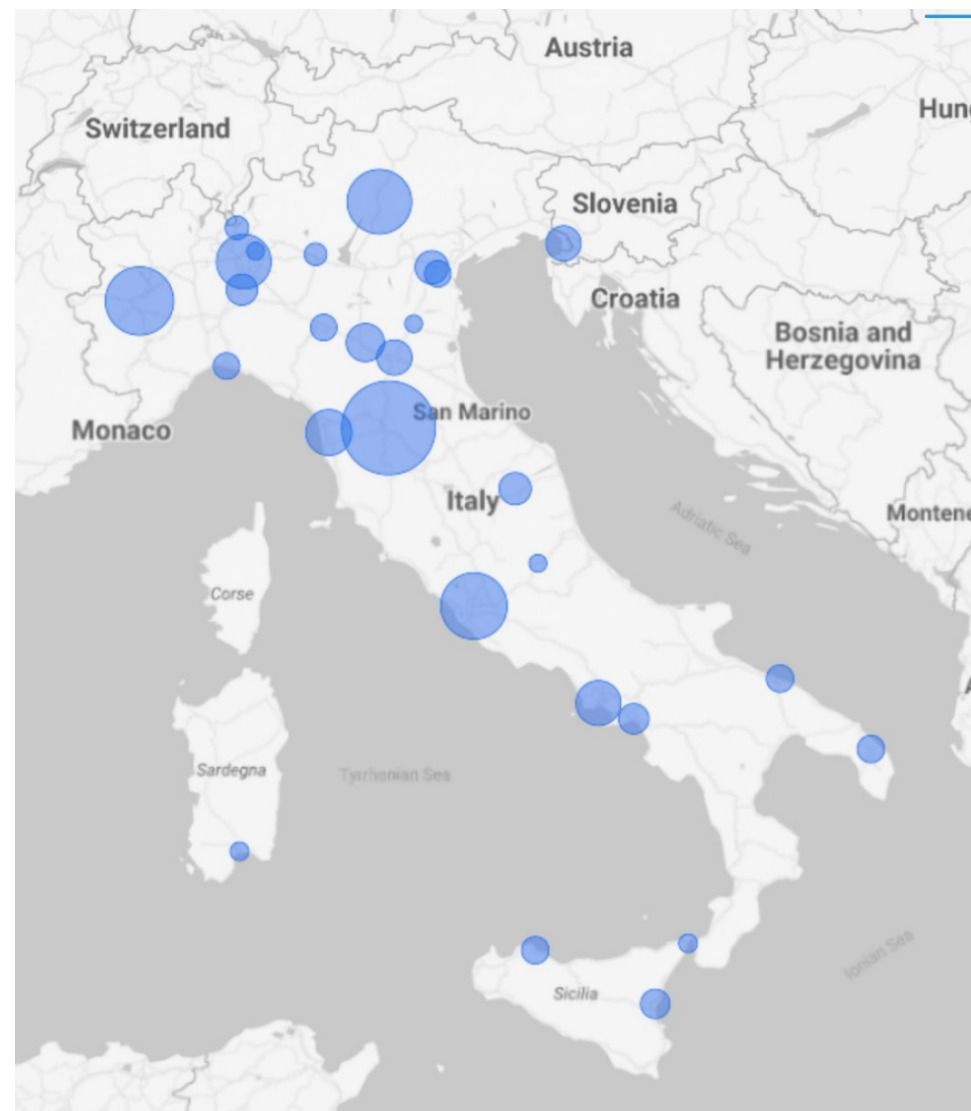 Austria
Hung
Switzerland
Slovenia
Croatia
Bosnia and
Herzegovina
San Marino
Monaco
Italy
Montene
Adriatic Sea
Corse
A
Sardegna
Tyrrhenian Sea
Ionian Sea
Sicilia